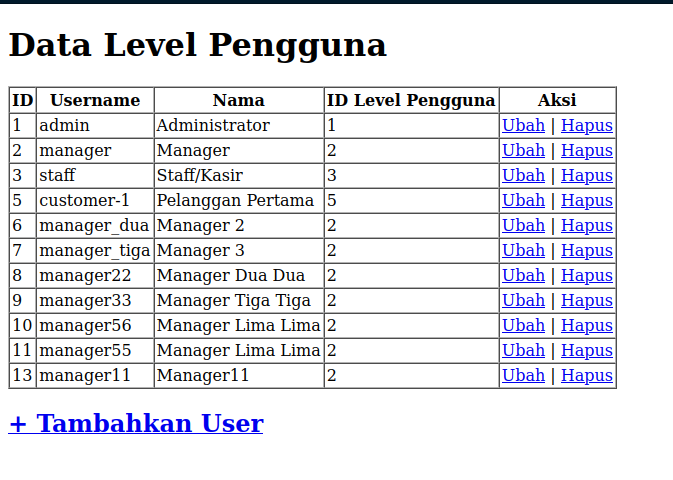 Data Level Pengguna
ID Username Nama ID Level Pengguna Aksi
1 admin Administrator 1 Ubah | Hapus
2 manager Manager 2 Ubah | Hapus
3 staff Staff/Kasir 3 Ubah | Hapus
5 customer-1 Pelanggan Pertama 5 Ubah | Hapus
6 manager_dua Manager 2 2 Ubah | Hapus
7 manager_tiga Manager 3 2 Ubah | Hapus
8 manager22 Manager Dua Dua 2 Ubah | Hapus
9 manager33 Manager Tiga Tiga 2 Ubah | Hapus
10 manager56 Manager Lima Lima 2 Ubah | Hapus
11 manager55 Manager Lima Lima 2 Ubah | Hapus
13 manager11 Manager11 2 Ubah | Hapus
+ Tambahkan User